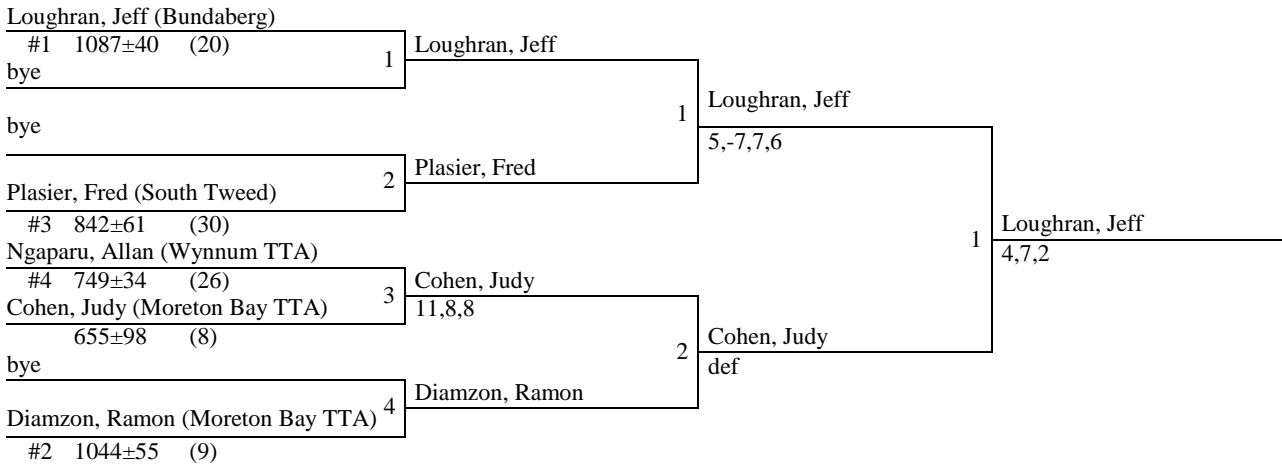 Loughran, Jeff (Bundaberg)
#1 1087±40 (20)
bye
1
Loughran, Jeff
bye
2
Plasier, Fred
Plasier, Fred (South Tweed)
#3 842±61 (30)
1
Loughran, Jeff
5,-7,7,6
Ngaparu, Allan (Wynnum TTA)
#4 749±34 (26)
Cohen, Judy (Moreton Bay TTA)
655±98 (8)
3
Cohen, Judy
11,8,8
bye
Diamzon, Ramon (Moreton Bay TTA)
#2 1044±55 (9)
4
Diamzon, Ramon
2
Cohen, Judy
def
1
Loughran, Jeff
4,7,2